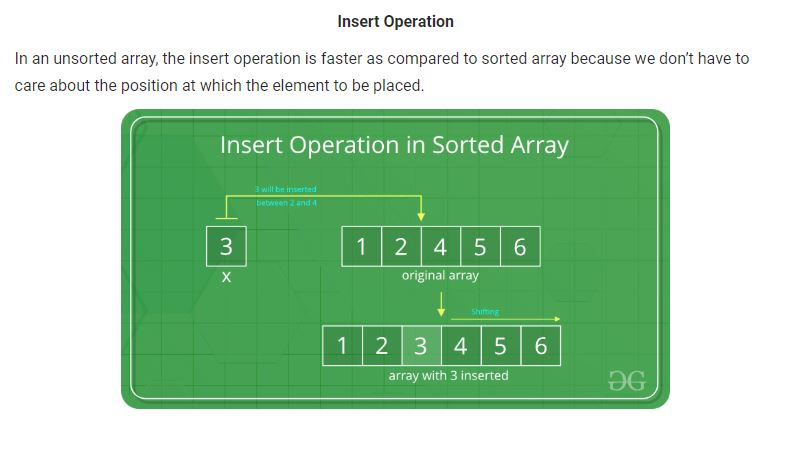 Insert Operation
In an unsorted array, the insert operation is faster as compared to sorted array because we don’t have to
care about the position at which the element to be placed.
Insert Operation in Sorted Array
3 will be inserted
between 2 and 4
3
1 2 4 5 6
x
original array
Shifting
1 2 3 4 5 6
array with 3 inserted